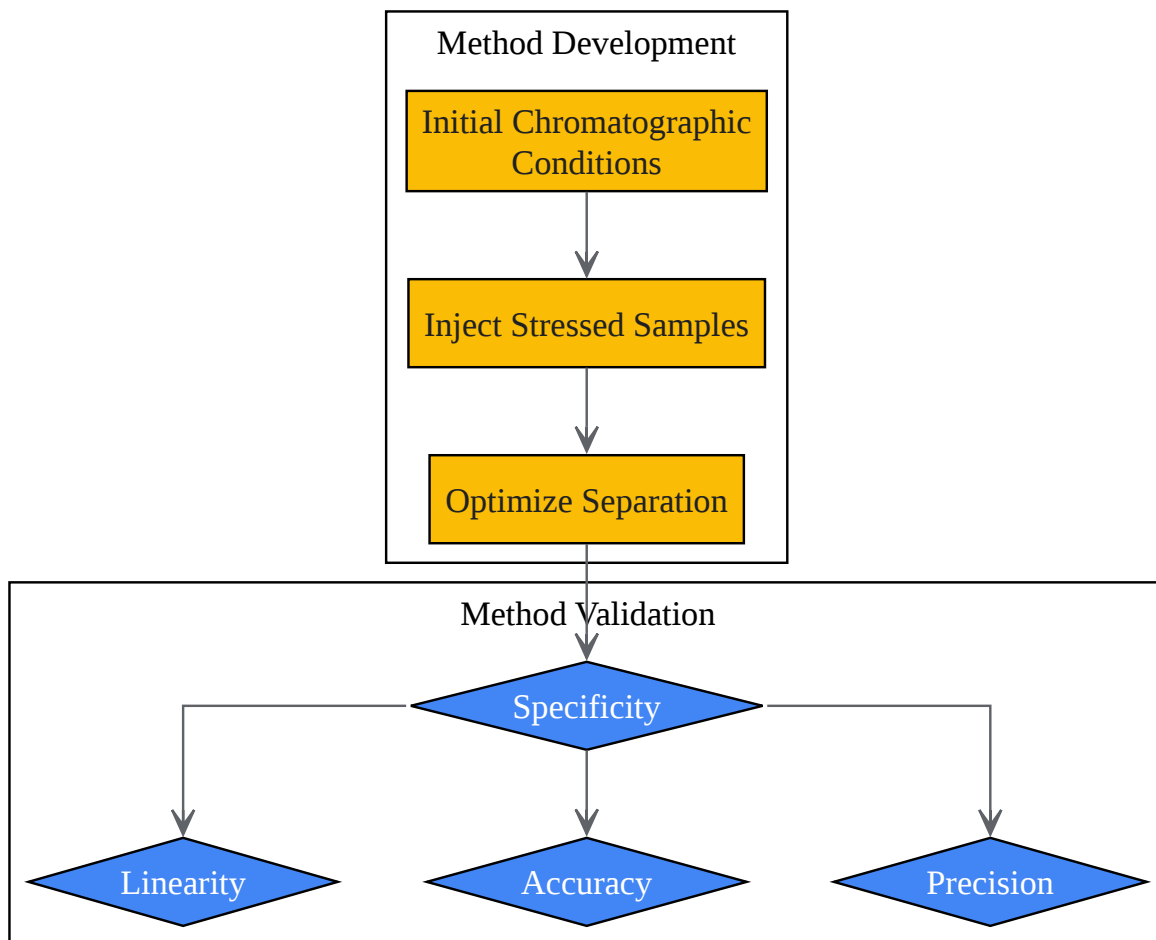 Method Development
Initial Chromatographic
Conditions
Inject Stressed Samples
Optimize Separation
Method Validation
Specificity
Linearity
Accuracy
Precision